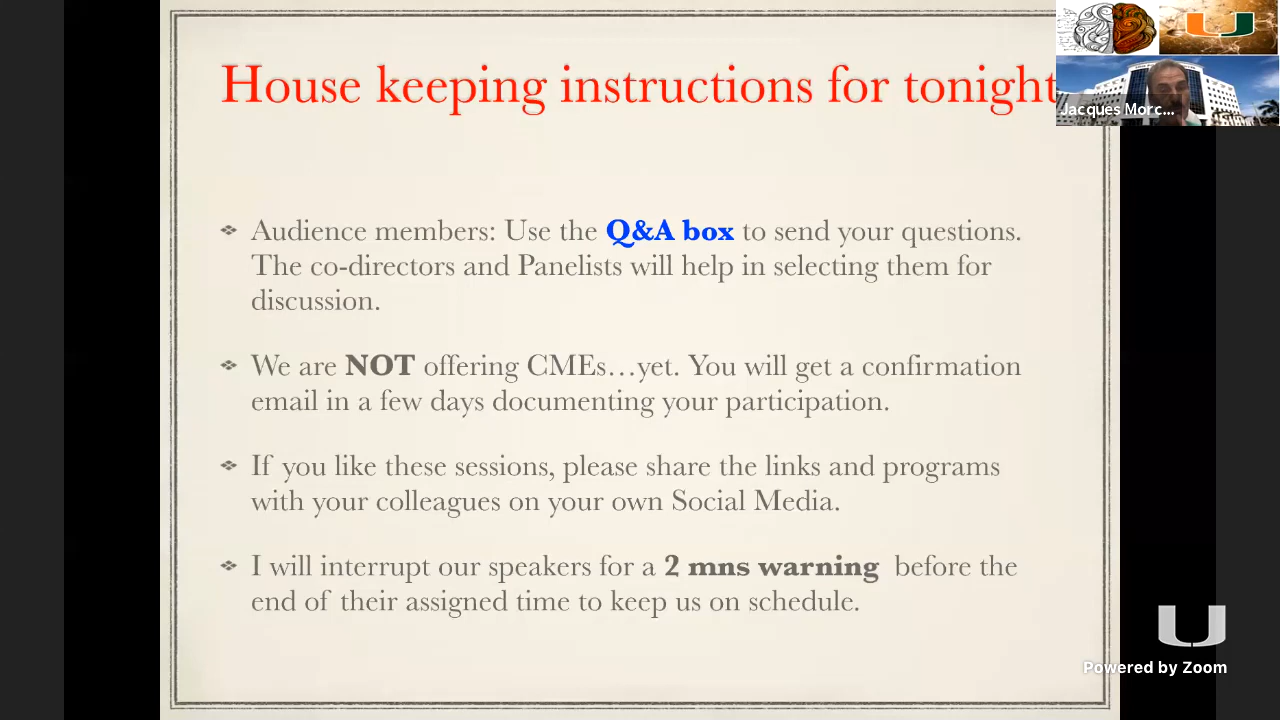 House keeping instructions for tonight
Jacques Morc...
Audience members: Use the Q&A box to send your questions.
The co-directors and Panelists will help in selecting them for
discussion.
We are NOT offering CMEs…yet. You will get a confirmation
email in a few days documenting your participation.
If you like these sessions, please share the links and programs
with your colleagues on your own Social Media.
I will interrupt our speakers for a 2 mns warning before the
end of their assigned time to keep us on schedule.
Powered by Zoom